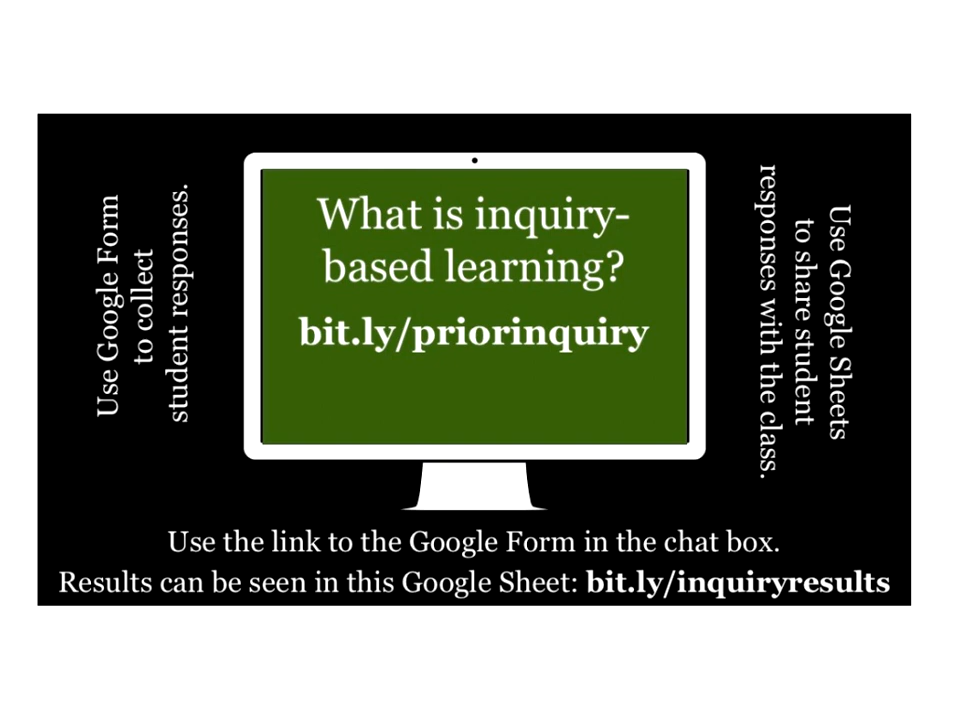 What is inquiry-
based learning?
bit.ly/priorinquiry
Use Google Form
to collect
student responses.
Use Google Sheets
to share student
responses with the class.
Use the link to the Google Form in the chat box.
Results can be seen in this Google Sheet: bit.ly/inquiryresults